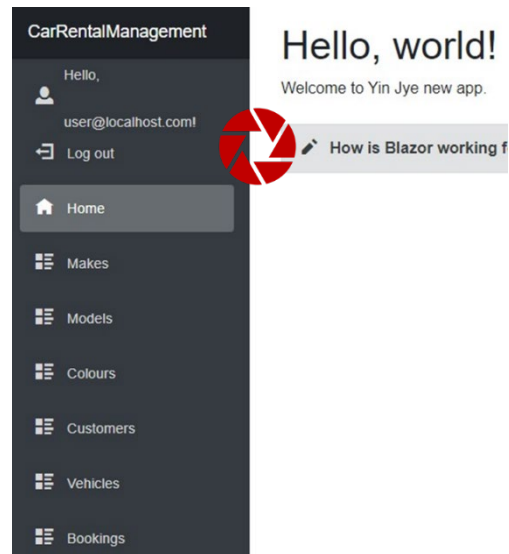 CarRentalManagement
Hello,
user@localhost.com!
Log out
Home
Makes
Models
Colours
Customers
Vehicles
Bookings
Hello, world!
Welcome to Yin Jye new app.
How is Blazor working f